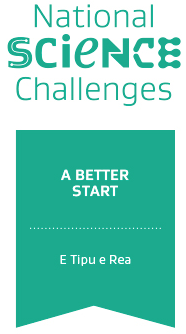 National
SCIENCE
Challenges
A BETTER
START
E Tipu e Rea